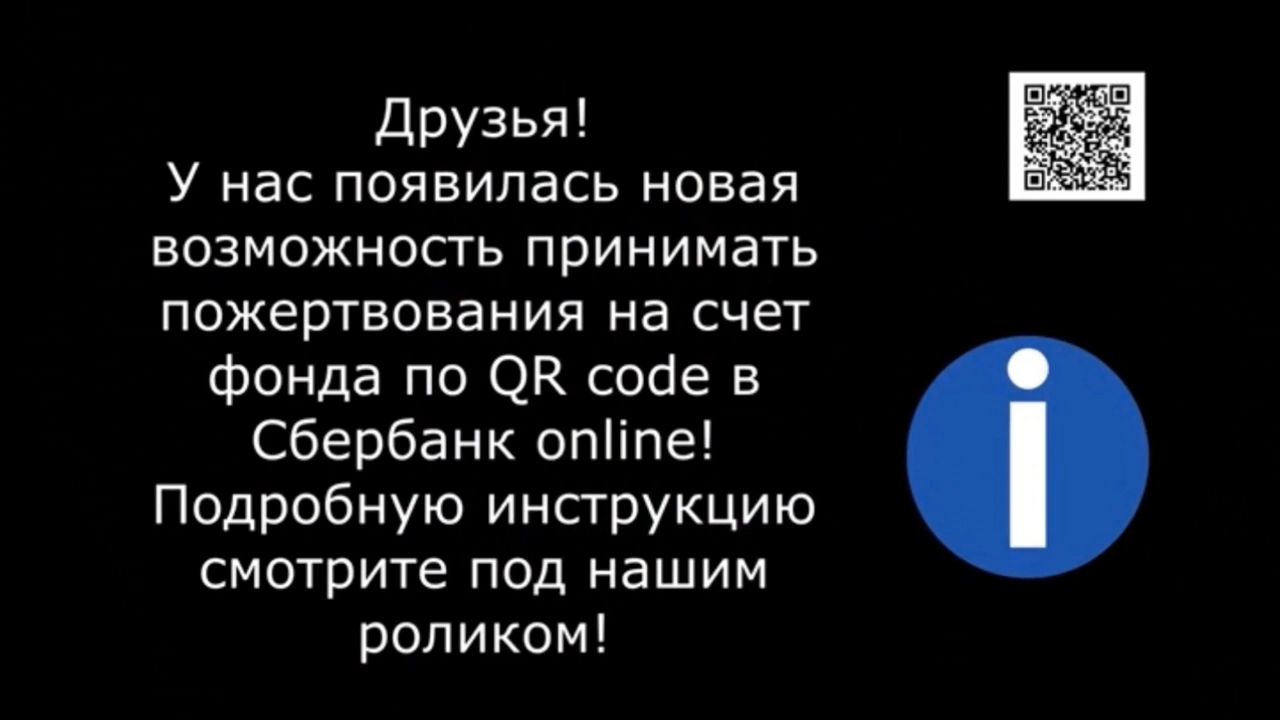 Друзья!
У нас появилась новая
возможность принимать
пожертвования на счет
фонда по QR code в
Сбербанк online!
Подробную инструкцию
смотрите под нашим
роликом!